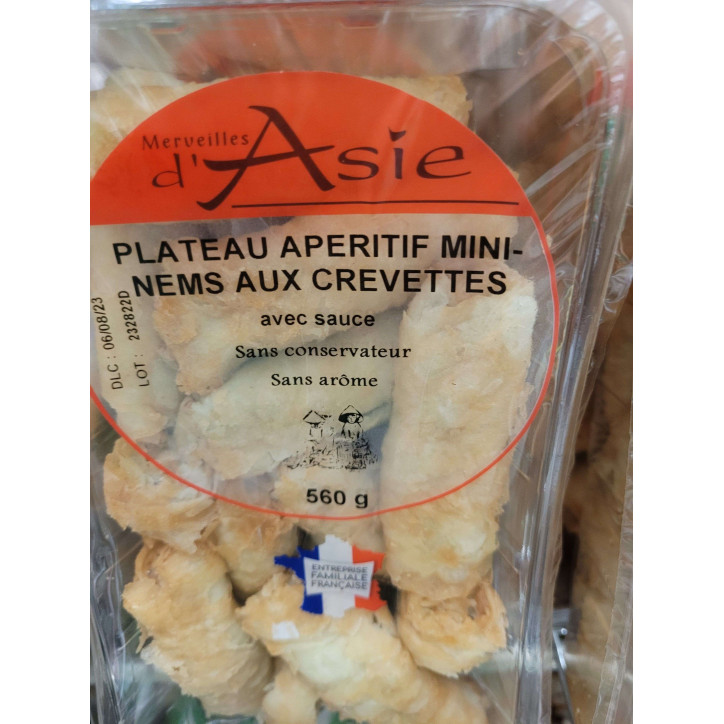 Merveilles
d'Asie
PLATEAU APERITIF MINI-
NEMS AUX CREVETTES
avec sauce
Sans conservateur
Sans arôme
DLC : 06/08/23
LOT : 232822D
560 g
ENTREPRISE
FAMILIALE
FRANÇAISE